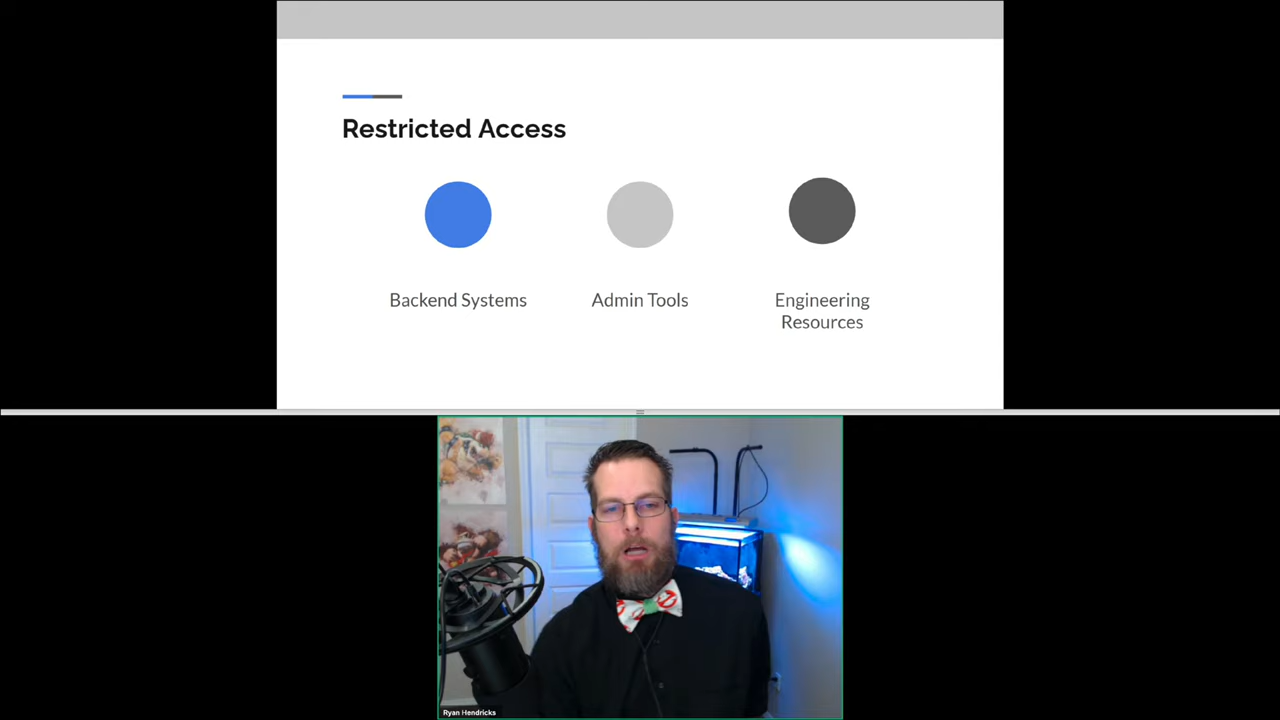 Restricted Access
Backend Systems
Admin Tools
Engineering
Resources
Ryan Hendricks